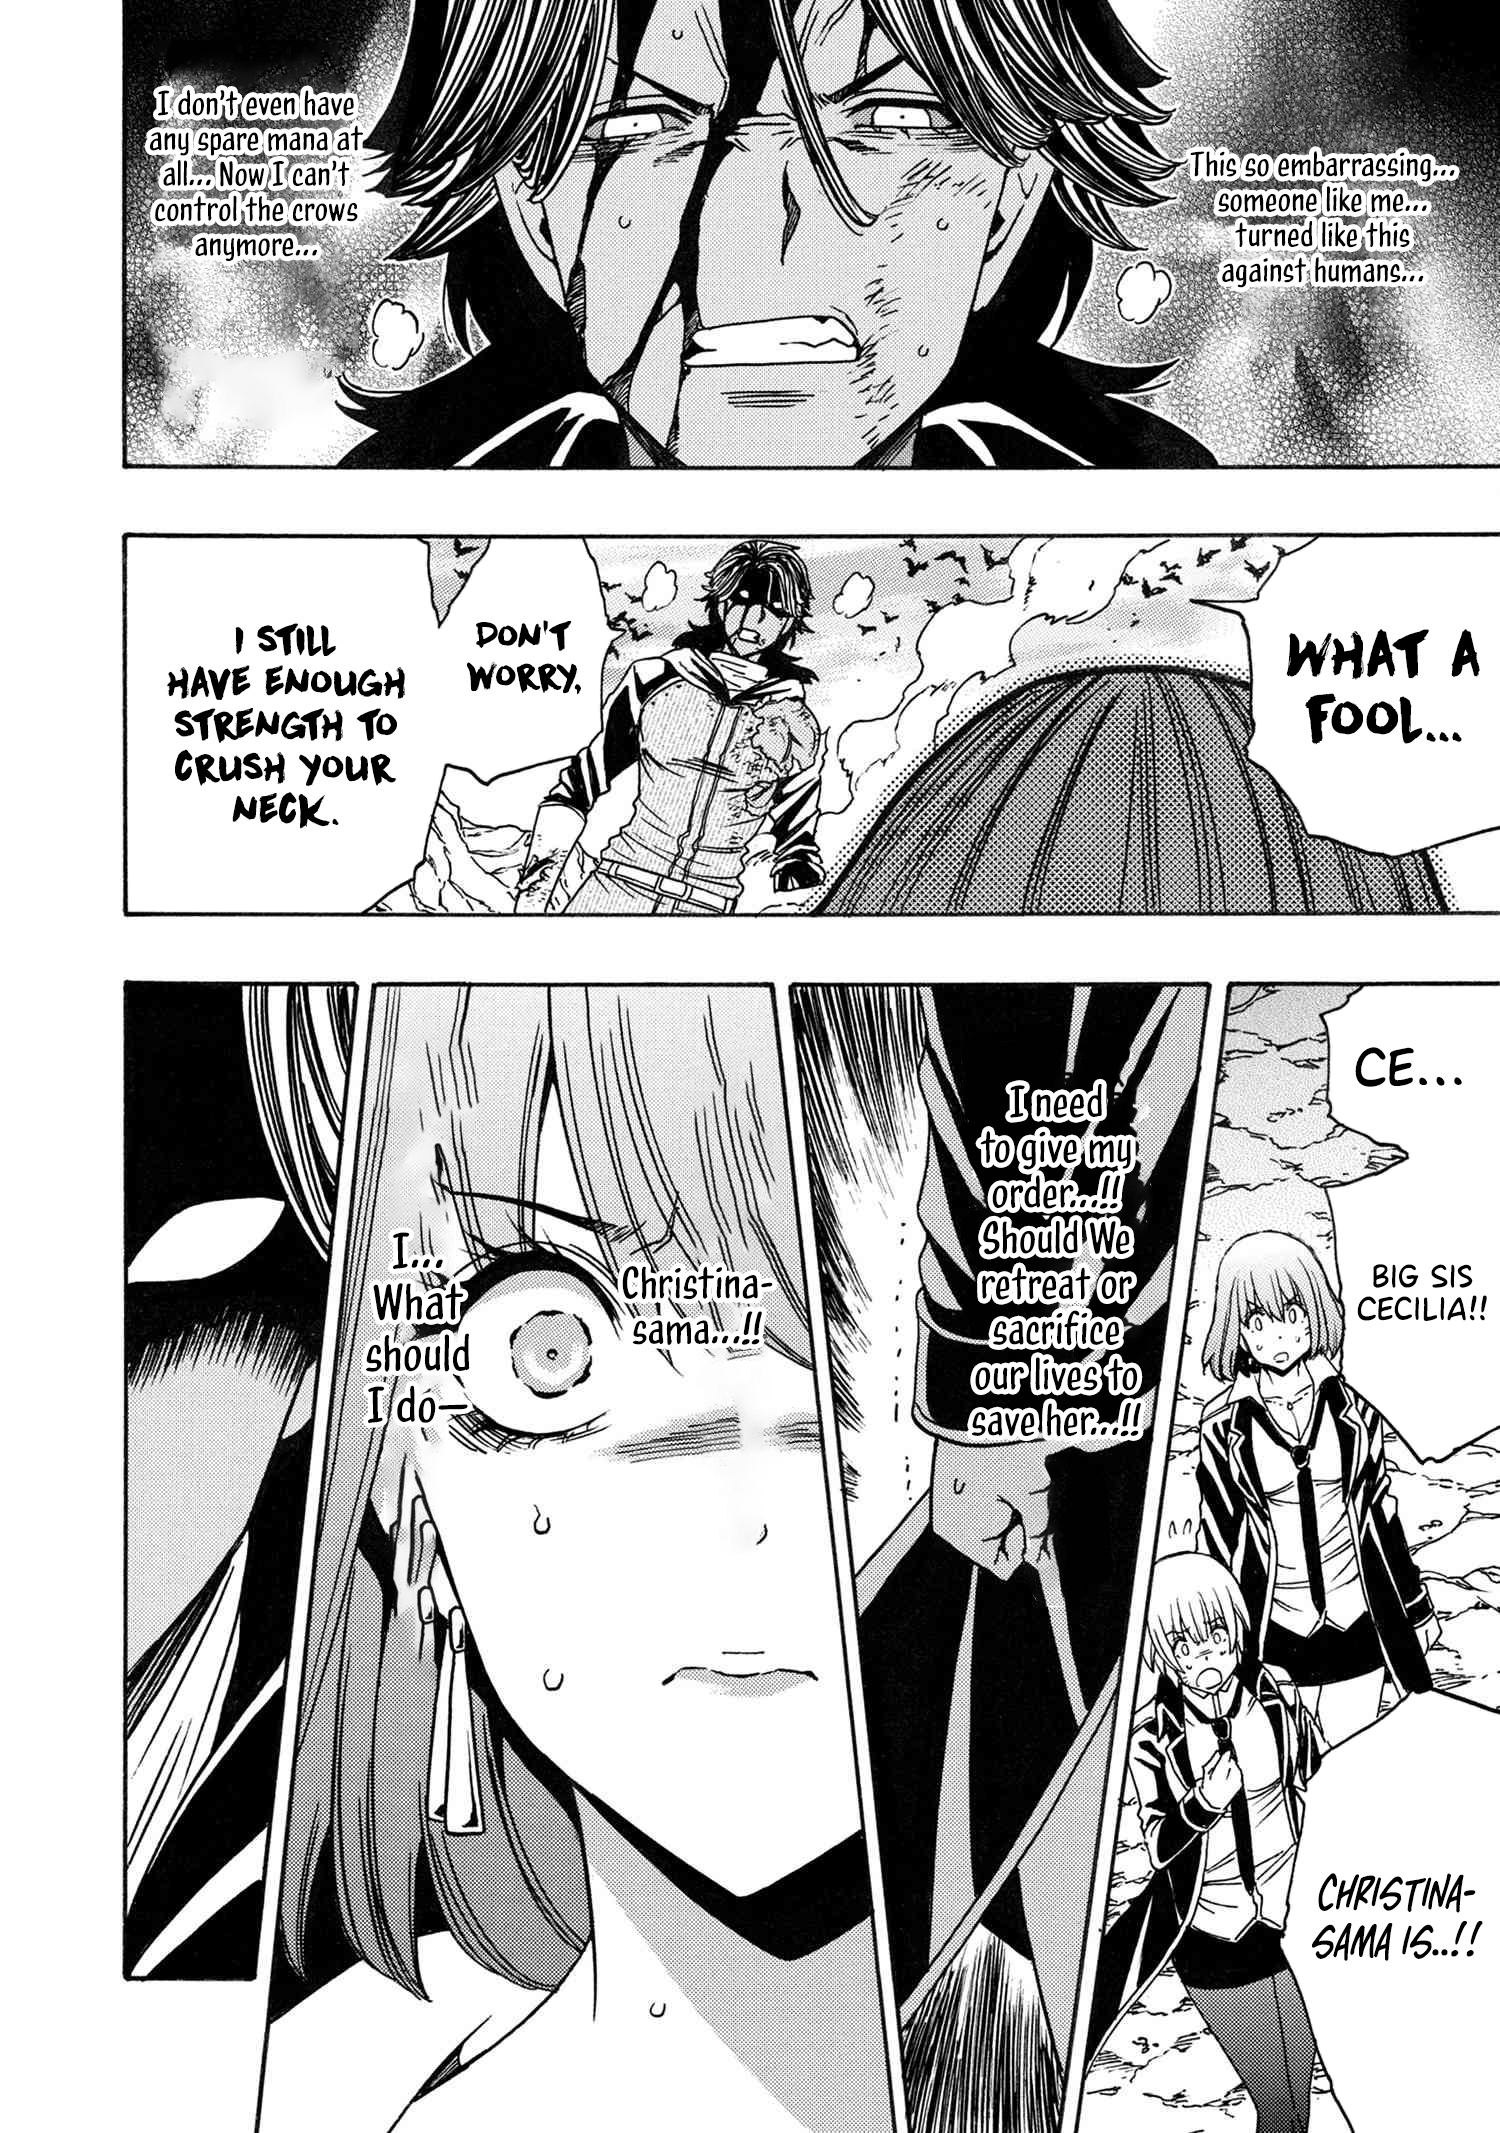 This so embarrassing...
someone like me...
turned like this
against humans...
I don't even have
any spare mana at
all... Now I can't
control the crows
anymore...
WHAT A
FOOL...
DON'T
WORRY,
I STILL
HAVE ENOUGH
STRENGTH TO
CRUSH YOUR
NECK.
CE...
BIG SIS
CECILIA!!
CHRISTINA-
SAMA IS..!!
I need
to give my
order...!!
Should We
retreat or
sacrifice
our lives to
save her...!!
Christina-
sama...!!
I...
What
should
I do—